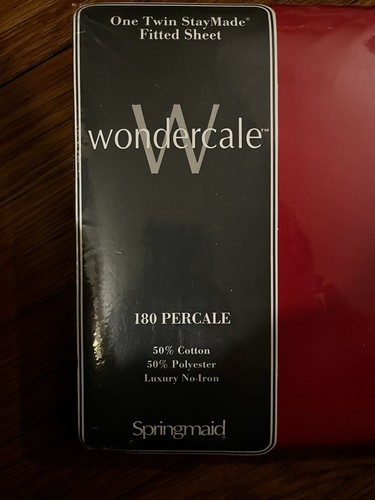 One Twin StayMade®
Fitted Sheet
W
wondercale™
180 PERCALE
50% Cotton
50% Polyester
Luxury No-Iron
Springmaid®